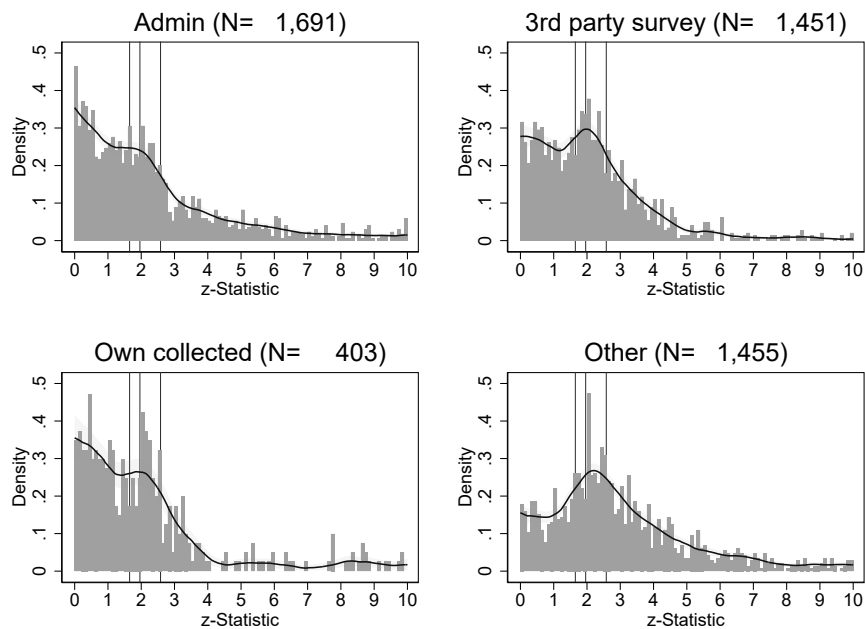 Admin (N= 1,691)
.5
.4
.3
.2
.1
0
Density
0 1 2 3 4 5 6 7 8 9 10
z-Statistic
3rd party survey (N= 1,451)
.5
.4
.3
.2
.1
0
Density
0 1 2 3 4 5 6 7 8 9 10
z-Statistic
Own collected (N= 403)
.5
.4
.3
.2
.1
0
Density
0 1 2 3 4 5 6 7 8 9 10
z-Statistic
Other (N= 1,455)
.5
.4
.3
.2
.1
0
Density
0 1 2 3 4 5 6 7 8 9 10
z-Statistic